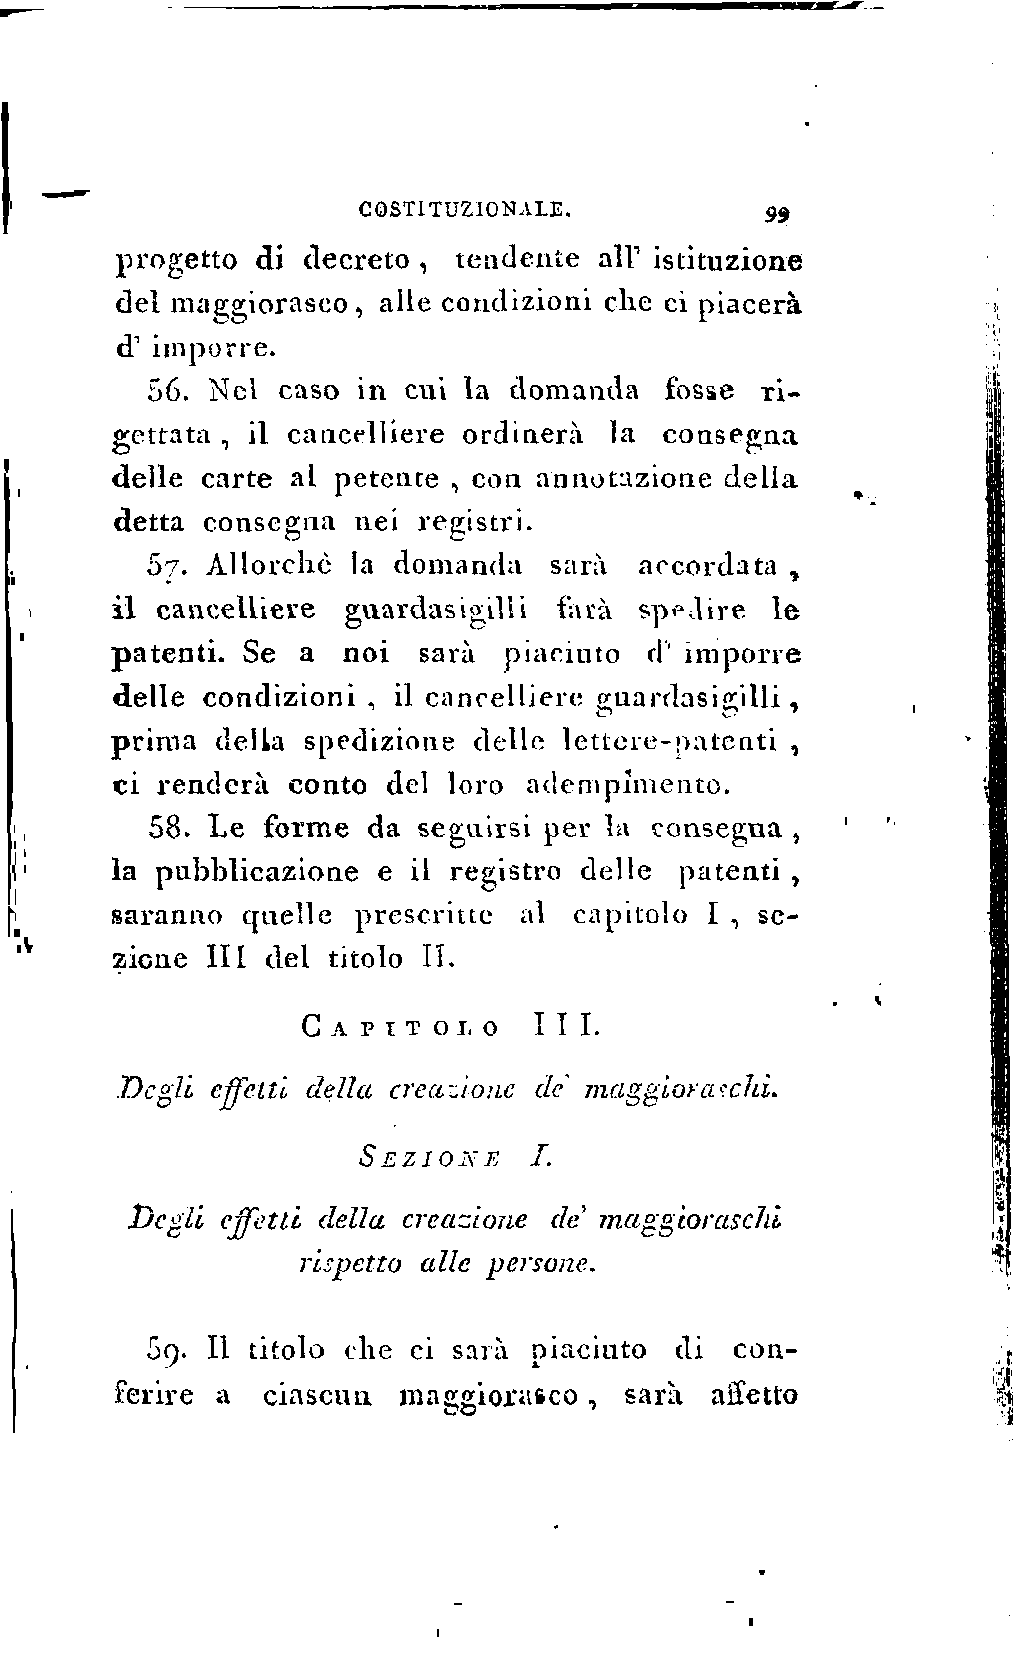 COSTITUZIONALE. 99
progetto di decreto, tendente all' istituzione
del maggiorasco, alle condizioni che ci piacerà
d' imporre.
56. Nel caso in cui la domanda fosse ri-
gettata, il cancelliere ordinerà la consegna
delle carte al petente, con annotazione della
detta consegna nei registri.
57. Allorchè la domanda sarà accordata,
il cancelliere guardasigilli farà spedire le
patenti. Se a noi sarà piaciuto d' imporre
delle condizioni, il cancelliere guardasigilli,
prima della spedizione delle lettere-patenti,
ci renderà conto del loro adempimento.
58. Le forme da seguirsi per la consegna,
la pubblicazione e il registro delle patenti,
saranno quelle prescritte al capitolo I, se-
zione III del titolo II.
CAPITOLO III.
Degli effetti della creazione de' maggioraschi.
SEZIONE I.
Degli effetti della creazione de' maggioraschi
rispetto alle persone.
59. Il titolo che ci sarà piaciuto di con-
ferire a ciascun maggiorasco, sarà affetto